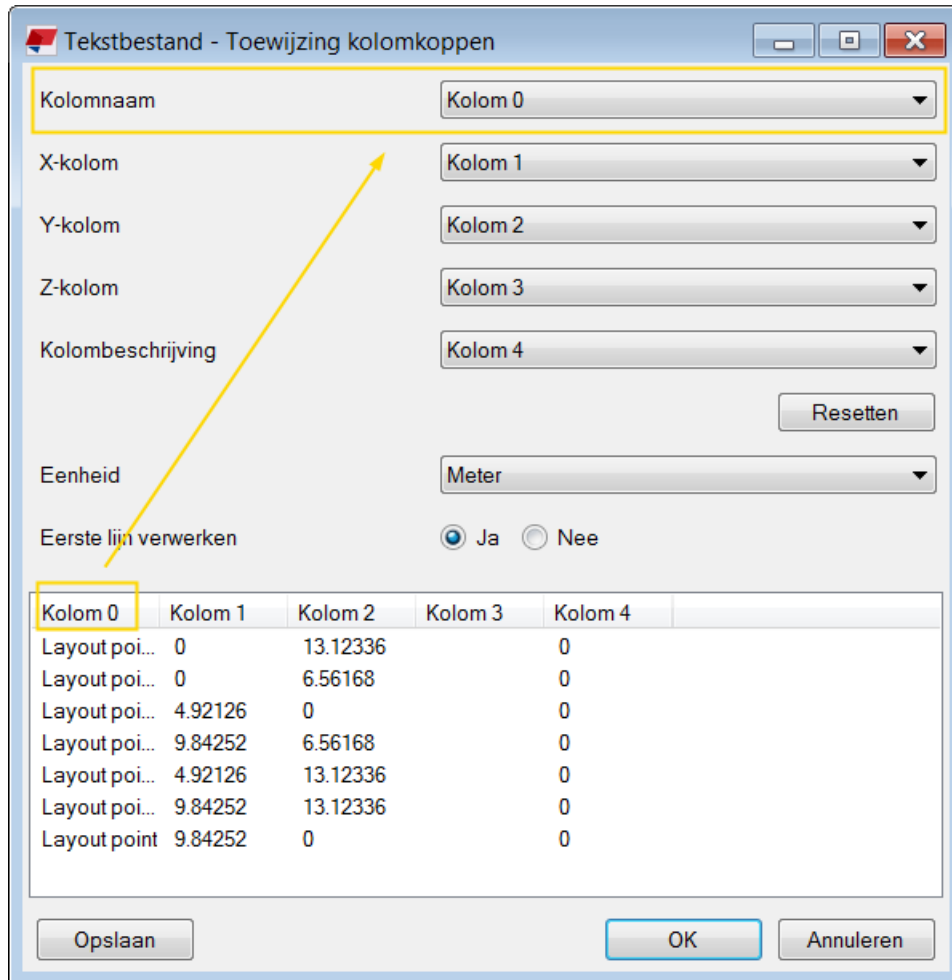 Tekstbestand - Toewijzing kolomkoppen
Kolomnaam Kolom 0
X-kolom Kolom 1
Y-kolom Kolom 2
Z-kolom Kolom 3
Kolombeschrijving Kolom 4
Resetten
Eenheid Meter
Eerste lijn verwerken Ja Nee
Kolom 0 Kolom 1 Kolom 2 Kolom 3 Kolom 4
Layout poi... 0 13.12336 0
Layout poi... 0 6.56168 0
Layout poi... 4.92126 0 0
Layout poi... 9.84252 6.56168 0
Layout poi... 4.92126 13.12336 0
Layout poi... 9.84252 13.12336 0
Layout point 9.84252 0 0
Opslaan OK Annuleren